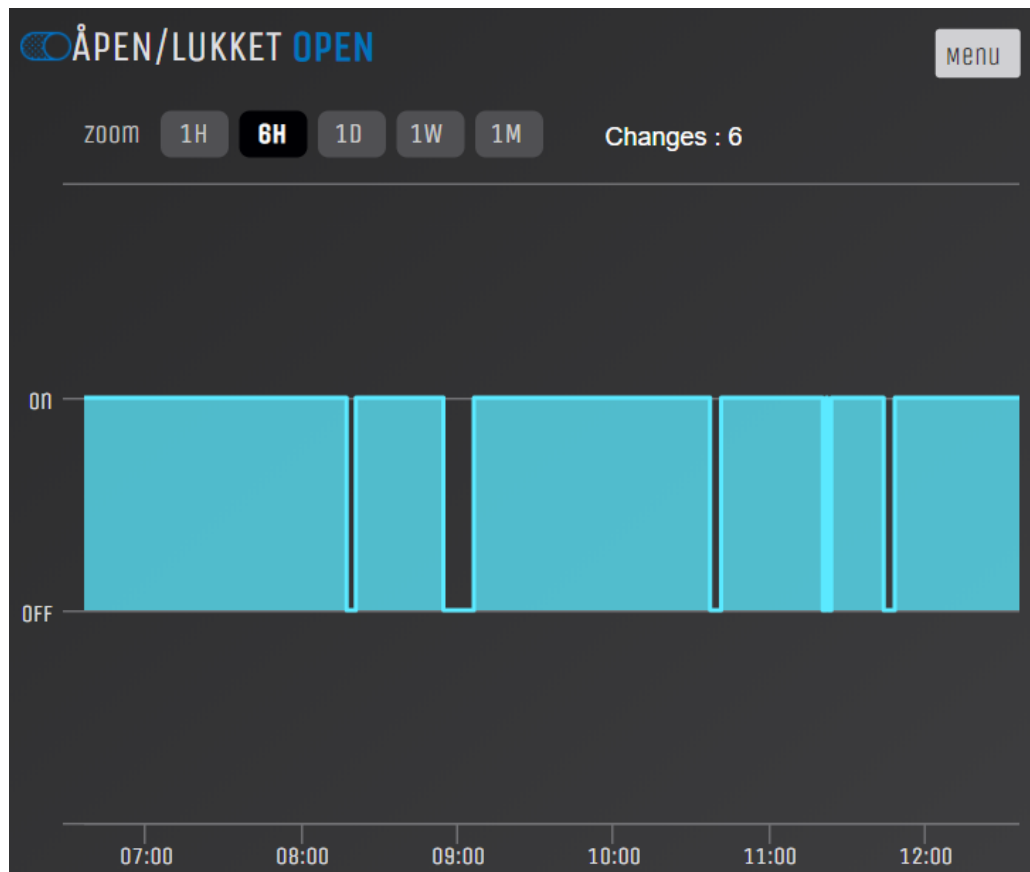 ÅPEN/LUKKET OPEN
Menu
zoom 1H 6H 1D 1W 1M Changes : 6
On
OFF
07:00 08:00 09:00 10:00 11:00 12:00